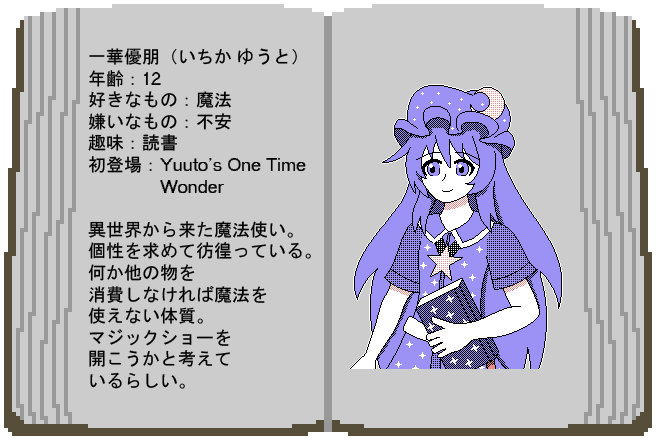 一華優朋（いちか ゆうと）
年齢：12
好きなもの：魔法
嫌いなもの：不安
趣味：読書
初登場：Yuuto's One Time
Wonder
異世界から来た魔法使い。
個性を求めて彷徨っている。
何か他の物を
消費しなければ魔法を
使えない体質。
マジックショーを
開こうかと考えて
いるらしい。